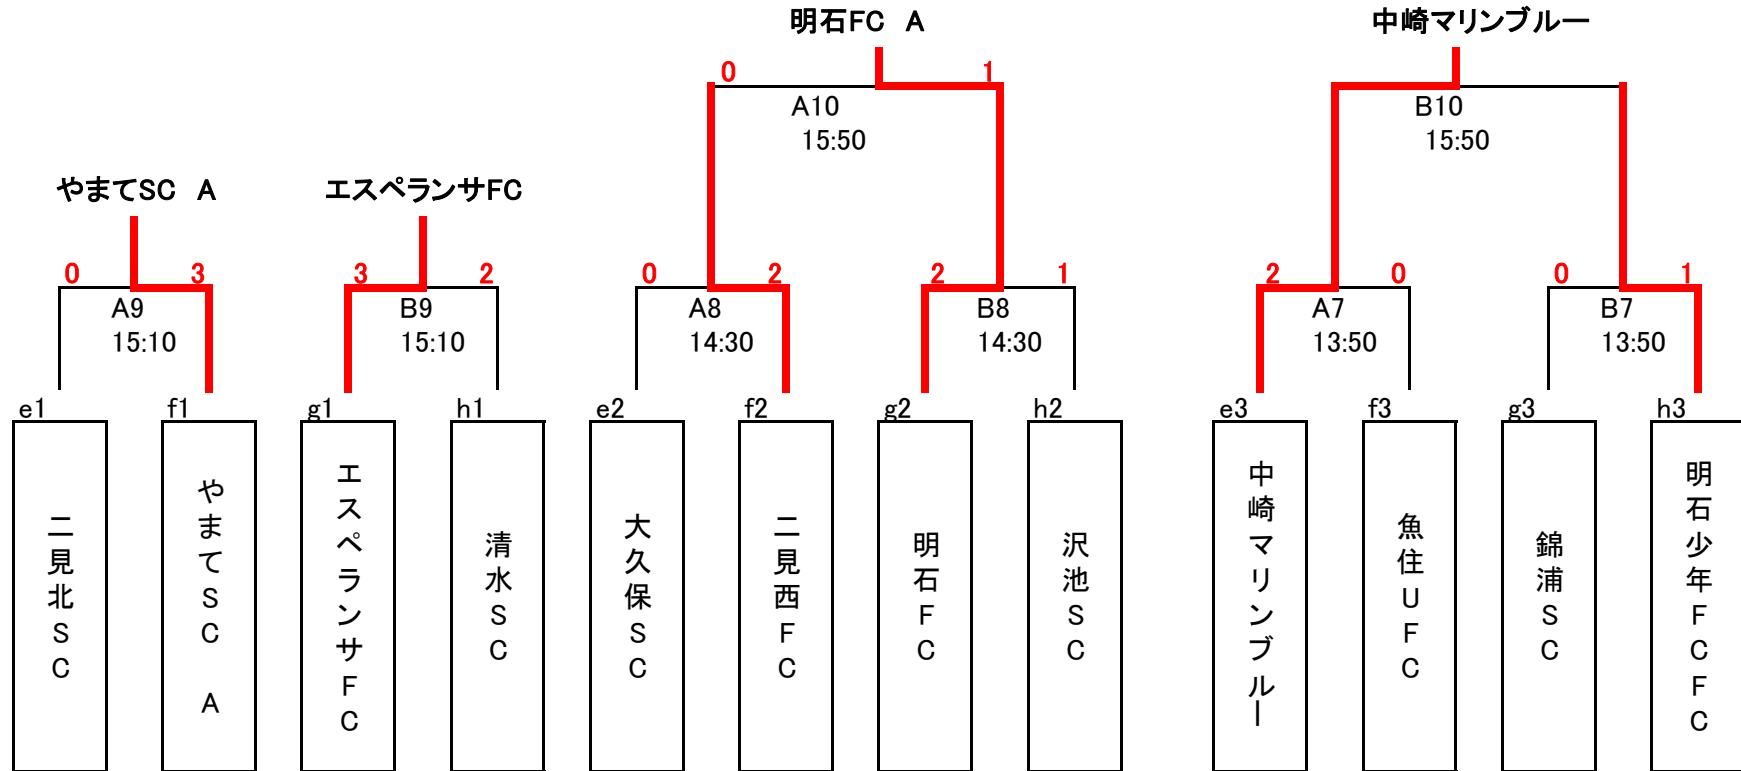 明石FC A
中崎マリンブルー
0 1
A10
15:50
B10
15:50
やまてSC A
エスペランサFC
0 3
3 2
0 2
2 1
2 0
0 1
A9
15:10
B9
15:10
A8
14:30
B8
14:30
A7
13:50
B7
13:50
e1
f1
g1
h1
e2
f2
g2
h2
e3
f3
g3
h3
二見北SC
やまてSC A
エスペランサFC
清水SC
大久保SC
二見西FC
明石FC
沢池SC
中崎マリンブルー
魚住UFC
錦浦SC
明石少年FCFC